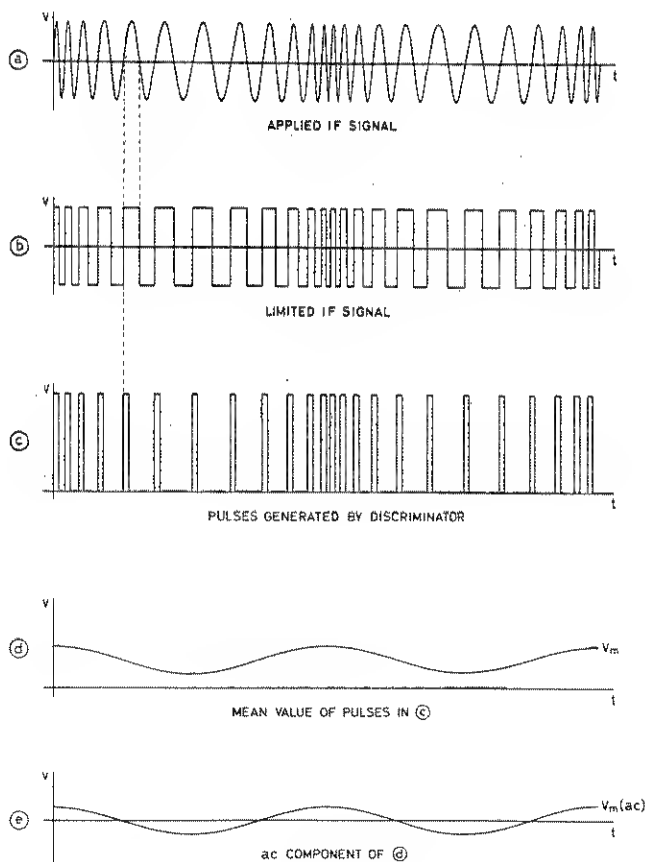 V
ⓐ
t
APPLIED IF SIGNAL
V
ⓑ
t
LIMITED IF SIGNAL
V
ⓒ
t
PULSES GENERATED BY DISCRIMINATOR
V
ⓓ
Vm
t
MEAN VALUE OF PULSES IN ⓒ
V
ⓔ
Vm(ac)
t
ac COMPONENT OF ⓓ